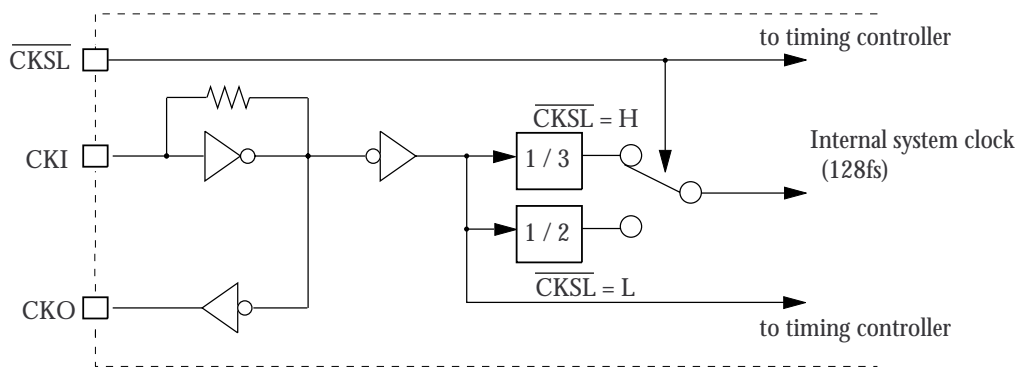 to timing controller
CKSL
CKSL = H
CKI
1 / 3
Internal system clock
(128fs)
1 / 2
CKSL = L
CKO
to timing controller